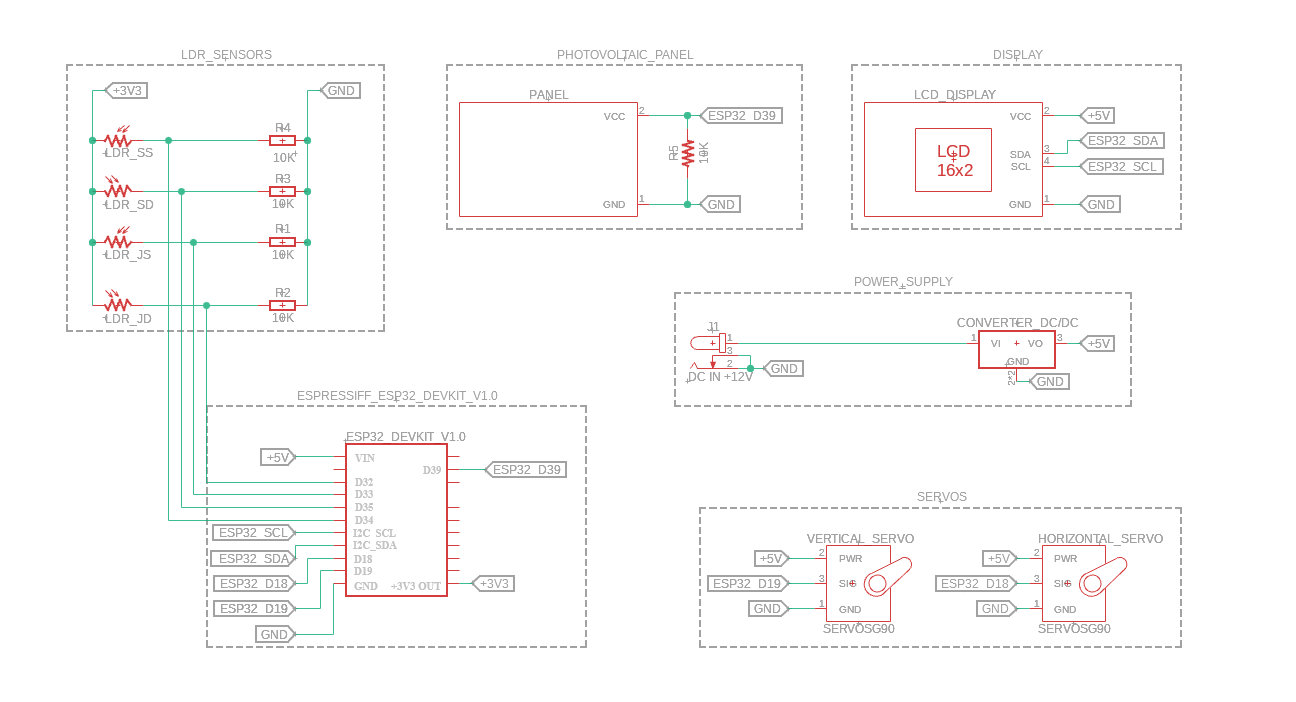 LDR_SENSORS
+3V3
GND
R4
LDR_SS
10K
R3
LDR_SD
10K
R1
LDR_JS
10K
R2
LDR_JD
10K
PHOTOVOLTAIC_PANEL
PANEL
VCC
2
ESP32_D39
R5
10K
GND
1
GND
DISPLAY
LCD_DISPLAY
VCC
2
+5V
LCD
16x2
SDA
3
ESP32_SDA
SCL
4
ESP32_SCL
GND
1
GND
POWER_SUPPLY
J1
1
3
2
GND
DC IN +12V
CONVERTER_DC/DC
1
VI
VO
3
+5V
GND
2*2
GND
ESPRESSIFF_ESP32_DEVKIT_V1.0
ESP32_DEVKIT_V1.0
+5V
VIN
D39
ESP32_D39
D32
D33
D35
D34
ESP32_SCL
I2C_SCL
I2C_SDA
ESP32_SDA
D18
D19
ESP32_D18
GND
+3V3 OUT
+3V3
ESP32_D19
GND
SERVOS
VERTICAL_SERVO
+5V
2
PWR
ESP32_D19
3
SIG
GND
1
GND
SERVOSG90
HORIZONTAL_SERVO
+5V
2
PWR
ESP32_D18
3
SIG
GND
1
GND
SERVOSG90